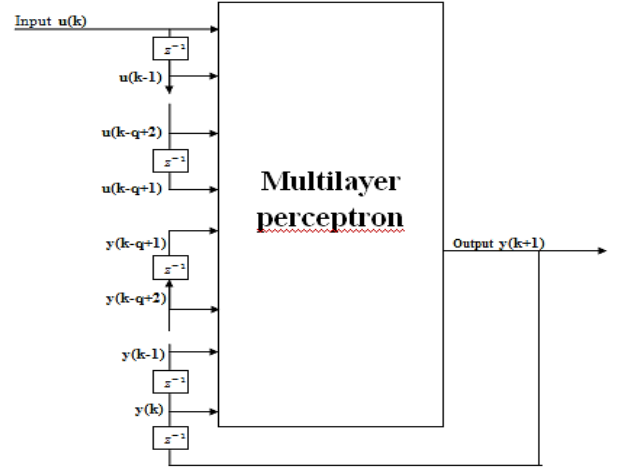 Input u(k)
z⁻¹
u(k-1)
u(k-q+2)
z⁻¹
u(k-q+1)
Multilayer
perceptron
y(k-q+1)
z⁻¹
y(k-q+2)
Output y(k+1)
y(k-1)
z⁻¹
y(k)
z⁻¹